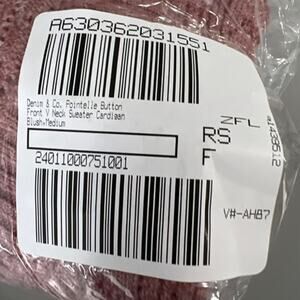 A630362031551
Denim & Co. Pointelle Button
Front V Neck Sweater Cardigan
Blush,Medium
24011000751001
ZFL
RS
F
V#-AH87